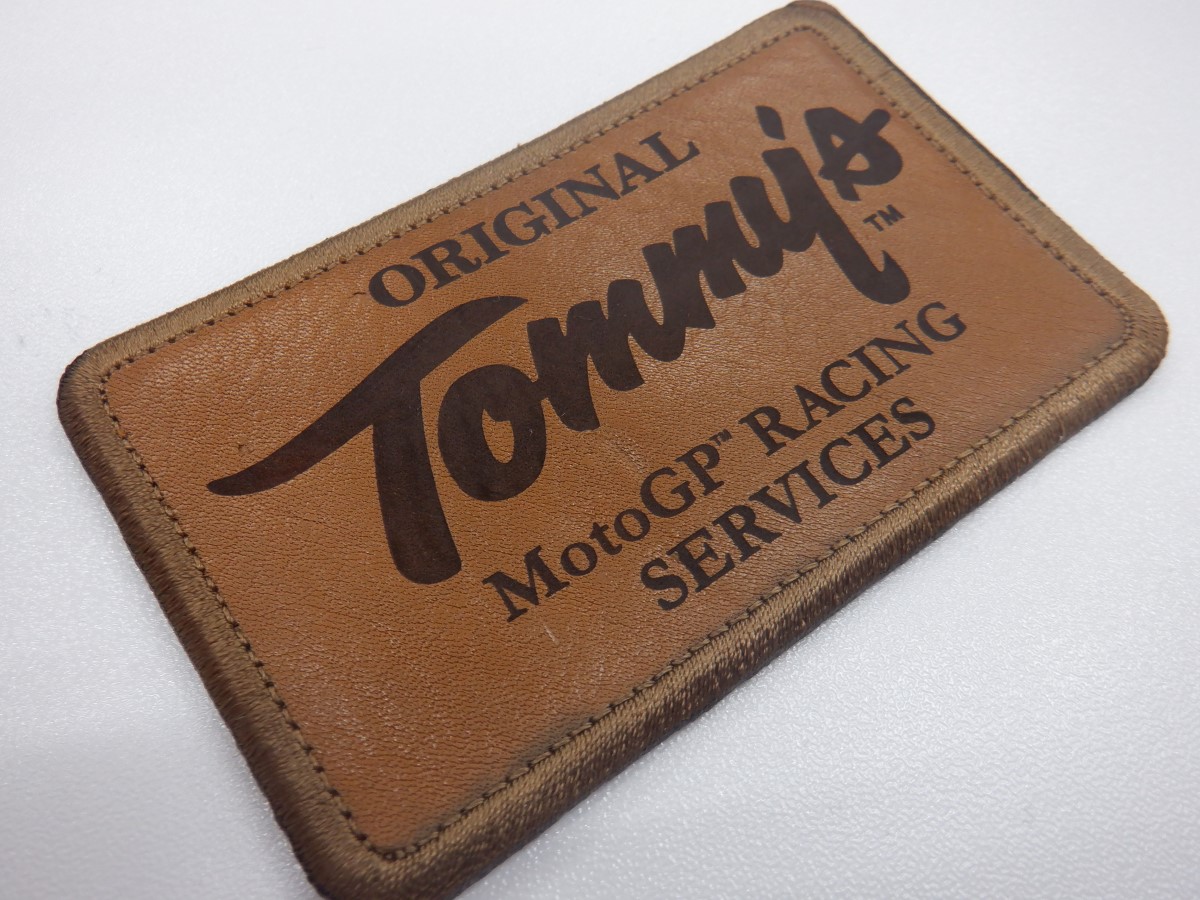 ORIGINAL
Tommy's™
MotoGP™ RACING
SERVICES